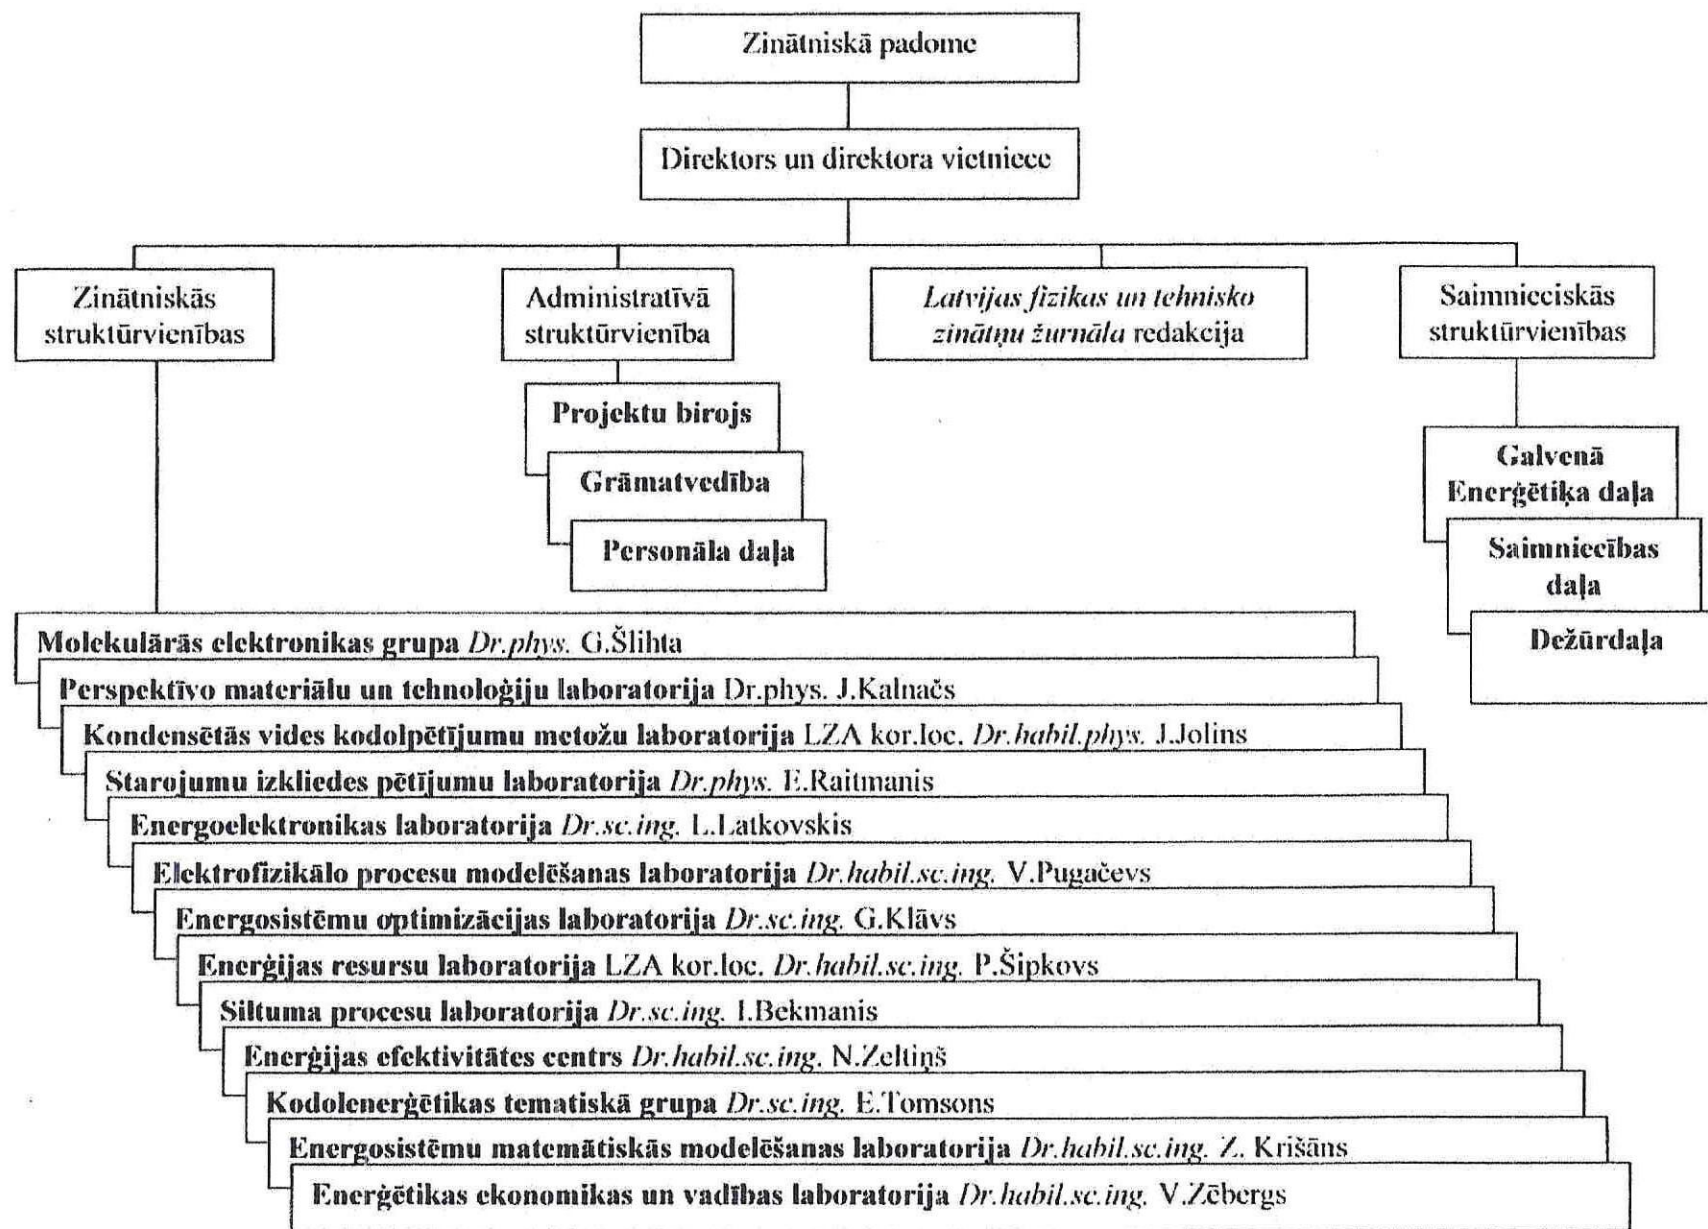 Zinātniskā padome
Direktors un direktora vietniece
Zinātniskās
struktūrvienības
Administratīvā
struktūrvienība
Latvijas fizikas un tehnisko
zinātņu žurnāla redakcija
Saimnieciskās
struktūrvienības
Projektu birojs
Grāmatvedība
Personāla daļa
Galvenā
Enerģētiķa daļa
Saimniecības
daļa
Dežūrdaļa
Molekulārās elektronikas grupa Dr.phys. G.Šlihta
Perspektīvo materiālu un tehnoloģiju laboratorija Dr.phys. J.Kalnačs
Kondensētās vides kodolpētījumu metožu laboratorija LZA kor.loc. Dr.habil.phys. J.Jolins
Starojumu izkliedes pētījumu laboratorija Dr.phys. E.Raitmanis
Energoelektronikas laboratorija Dr.sc.ing. L.Latkovskis
Elektrofizikālo procesu modelēšanas laboratorija Dr.habil.sc.ing. V.Pugačevs
Energosistēmu optimizācijas laboratorija Dr.sc.ing. G.Klāvs
Enerģijas resursu laboratorija LZA kor.loc. Dr.habil.sc.ing. P.Šipkovs
Siltuma procesu laboratorija Dr.sc.ing. I.Bekmanis
Enerģijas efektivitātes centrs Dr.habil.sc.ing. N.Zeltiņš
Kodolenerģētikas tematiskā grupa Dr.sc.ing. E.Tomsons
Energosistēmu matemātiskās modelēšanas laboratorija Dr.habil.sc.ing. Z. Krišāns
Enerģētikas ekonomikas un vadības laboratorija Dr.habil.sc.ing. V.Zēbergs